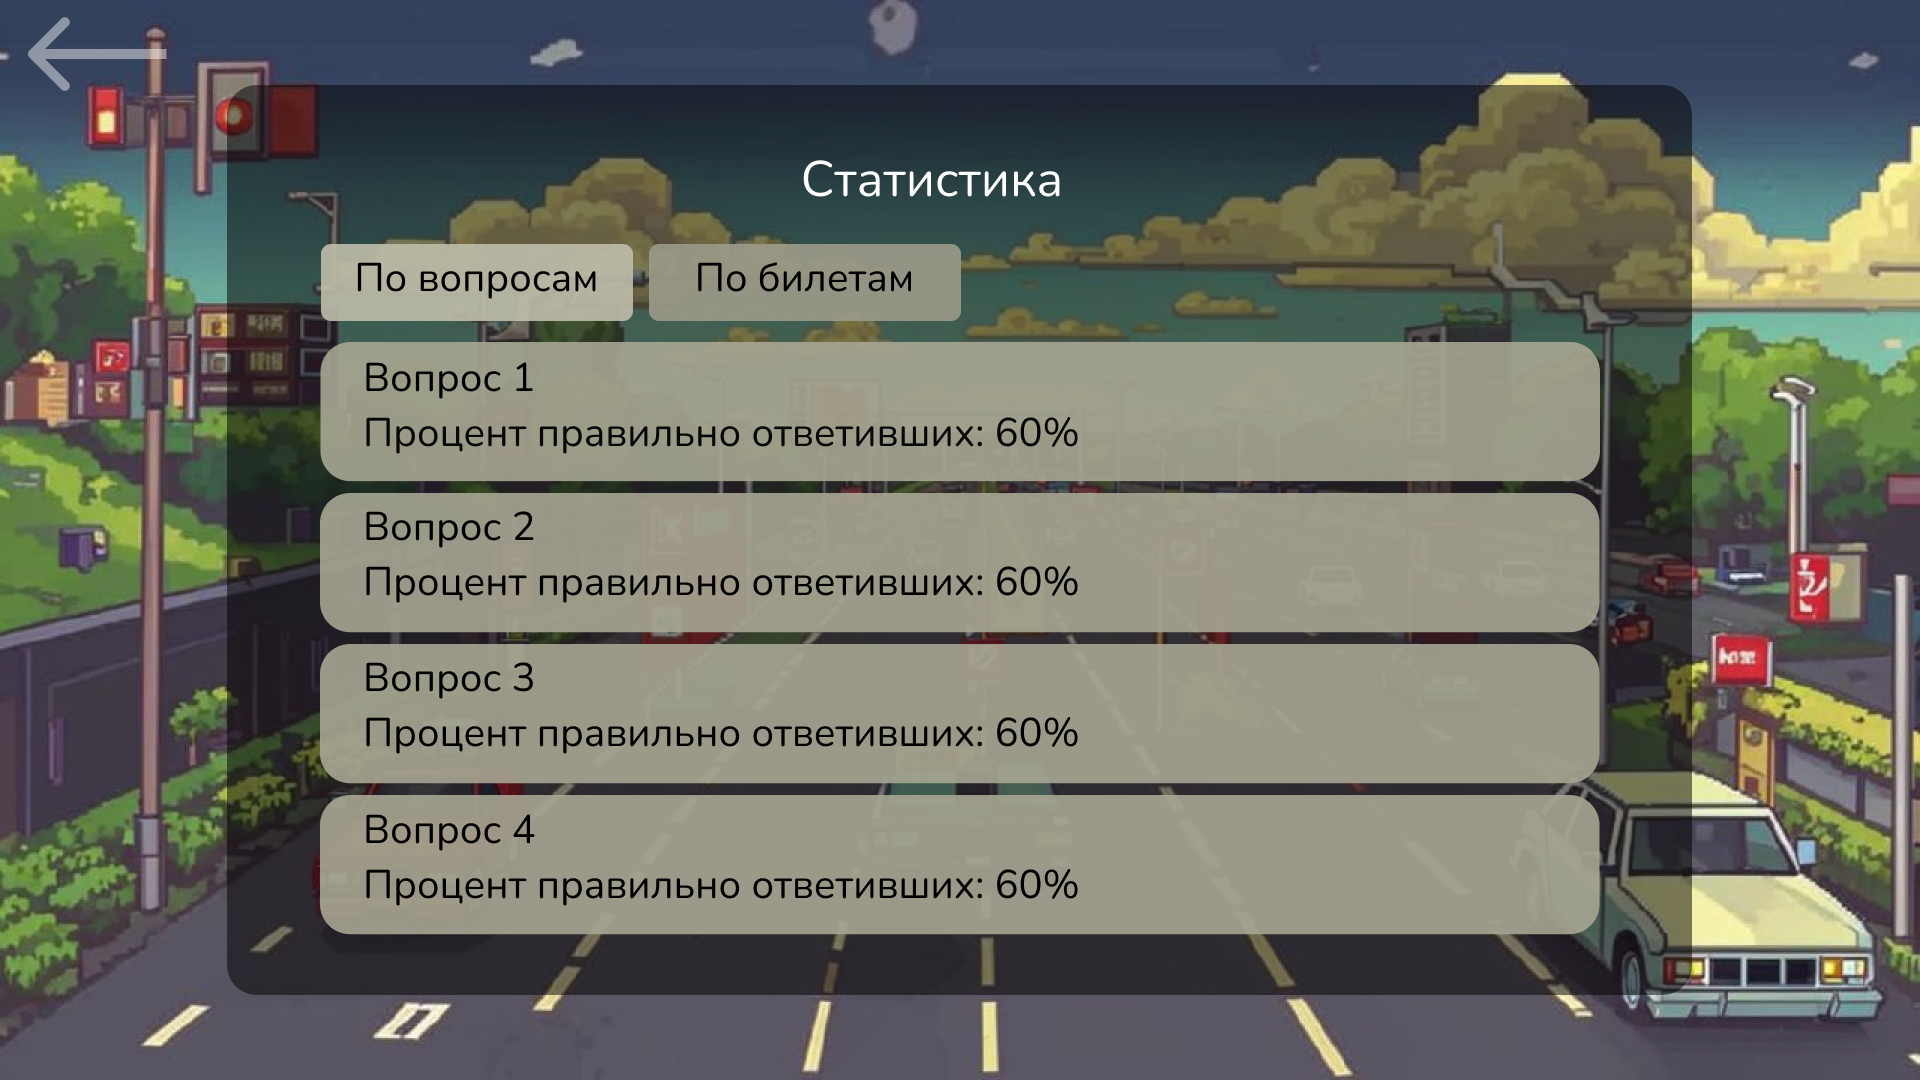 Статистика
По вопросам
По билетам
Вопрос 1
Процент правильно ответивших: 60%
Вопрос 2
Процент правильно ответивших: 60%
Вопрос 3
Процент правильно ответивших: 60%
Вопрос 4
Процент правильно ответивших: 60%